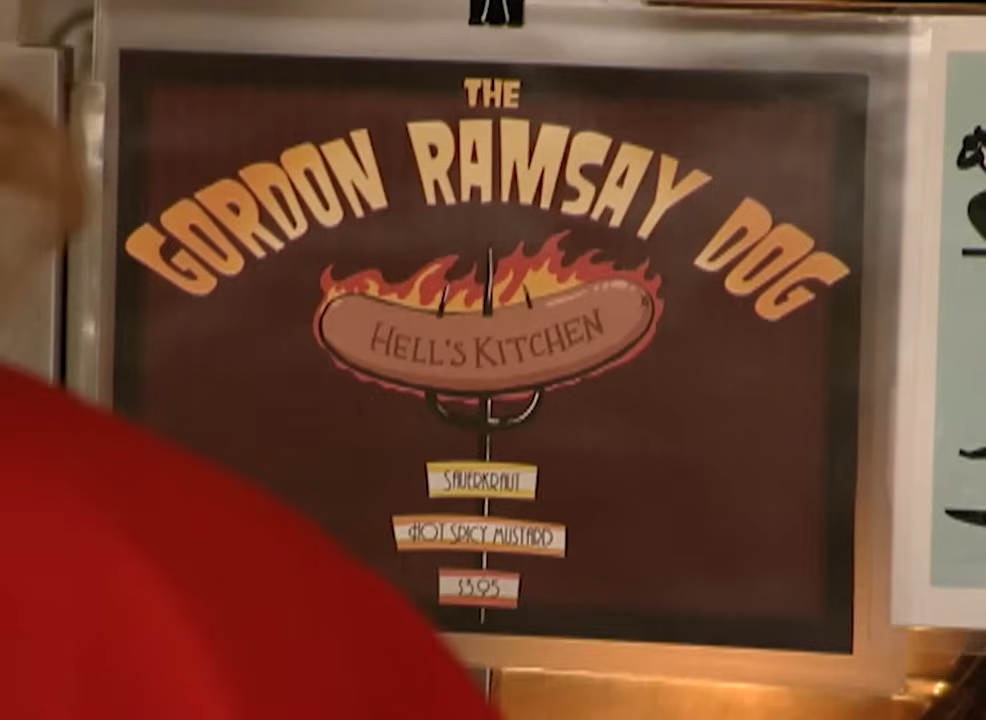 THE
GORDON RAMSAY DOG
HELL'S KITCHEN
SAUERKRAUT
HOT SPICY MUSTARD
$3.95